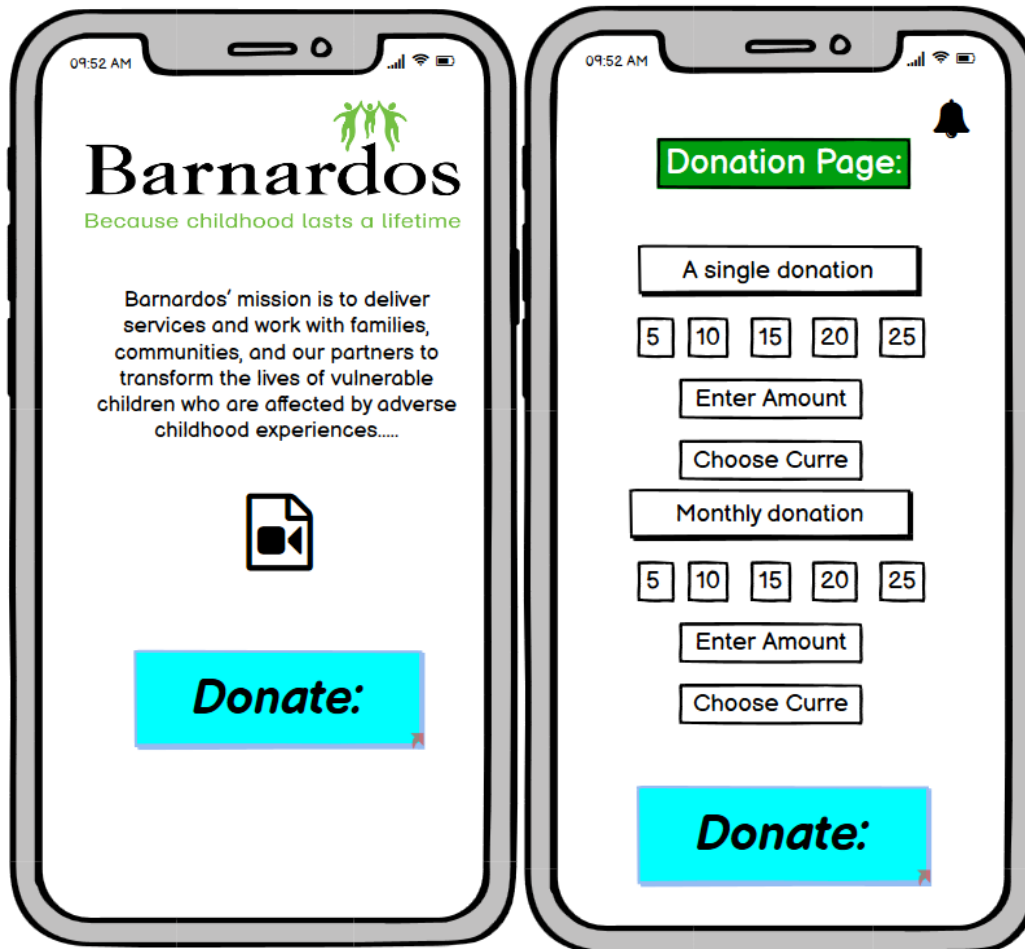 09:52 AM
Barnardos
Because childhood lasts a lifetime
Barnardos' mission is to deliver
services and work with families,
communities, and our partners to
transform the lives of vulnerable
children who are affected by adverse
childhood experiences.....
Donate:
09:52 AM
Donation Page:
A single donation
5 10 15 20 25
Enter Amount
Choose Curre
Monthly donation
5 10 15 20 25
Enter Amount
Choose Curre
Donate: